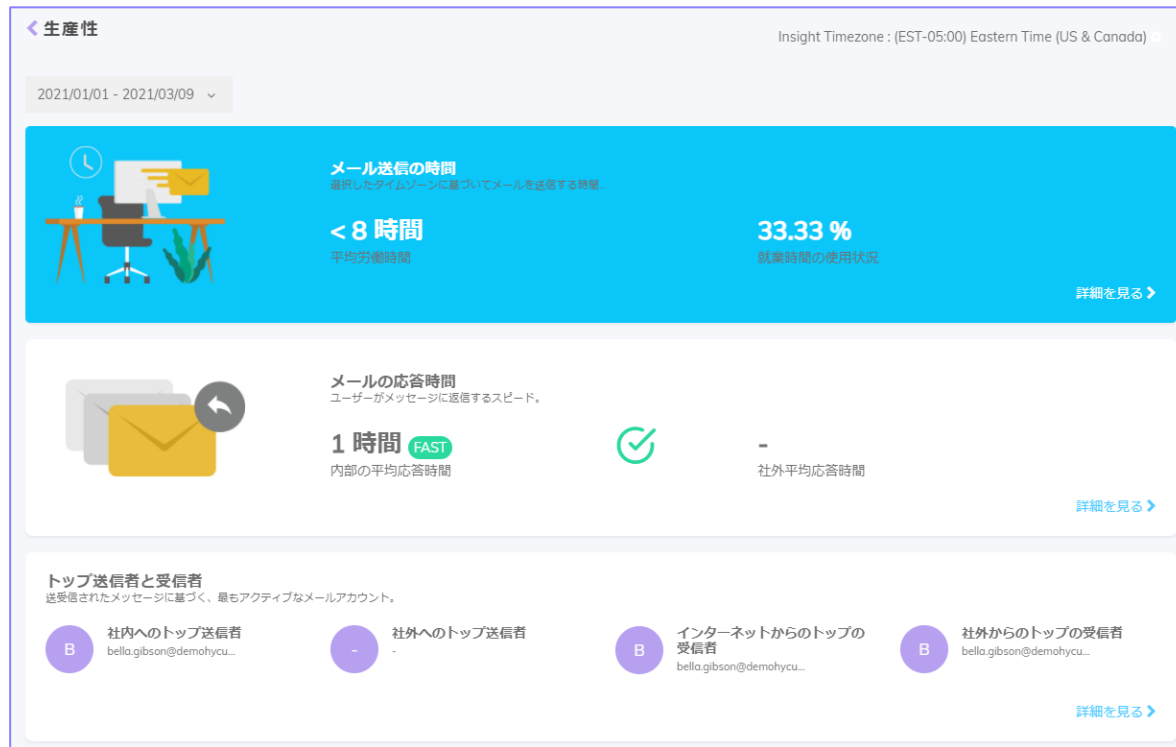 生産性
Insight Timezone : (EST-05:00) Eastern Time (US & Canada)
2021/01/01 - 2021/03/09
メール送信の時間
選択したタイムゾーンに基づいてメールを送信する時間..
< 8 時間
33.33 %
平均労働時間
就業時間の使用状況
詳細を見る
メールの応答時間
ユーザーがメッセージに返信するスピード。
1 時間 FAST
-
内部の平均応答時間
社外平均応答時間
詳細を見る
トップ送信者と受信者
送受信されたメッセージに基づく、最もアクティブなメールアカウント。
B
社内へのトップ送信者
bella.gibson@demohycu...
-
社外へのトップ送信者
-
B
インターネットからのトップの
受信者
bella.gibson@demohycu...
B
社外からのトップの受信者
bella.gibson@demohycu...
詳細を見る